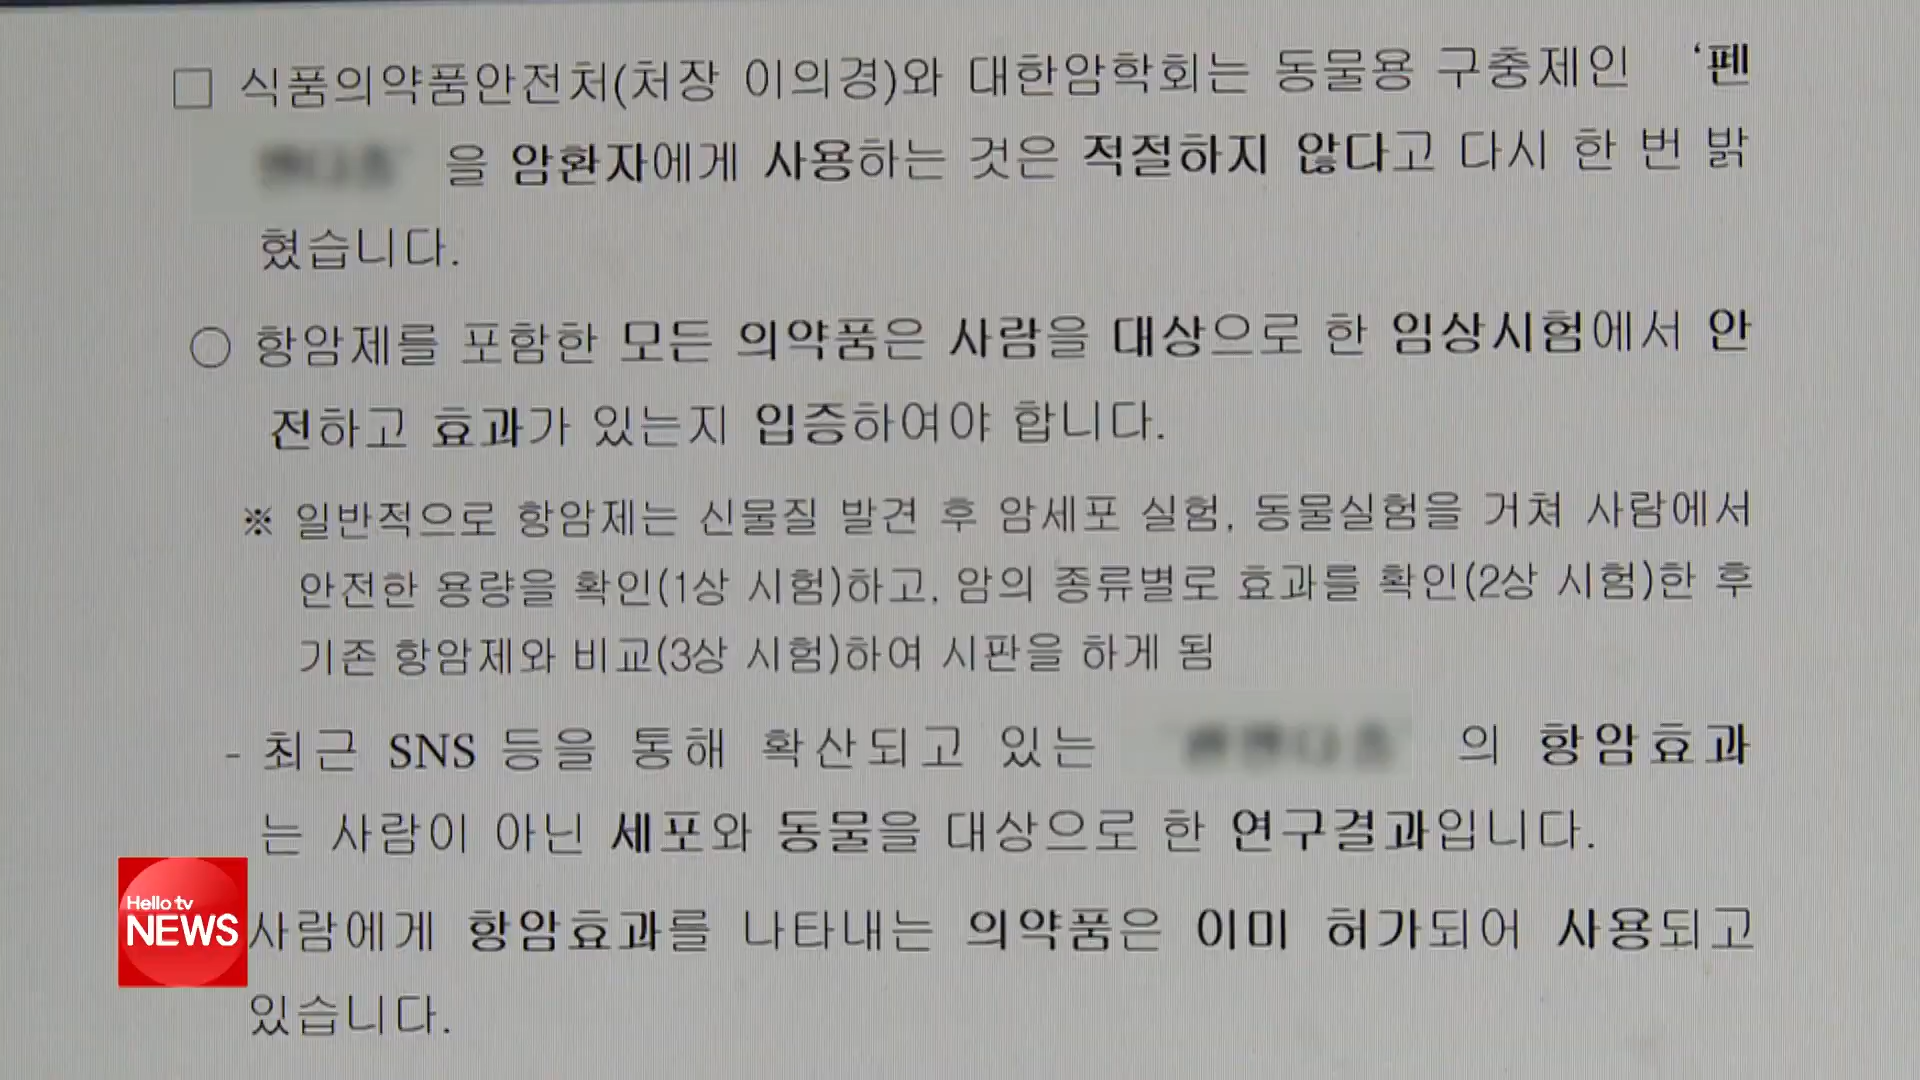 □ 식품의약품안전처(처장 이의경)와 대한암학회는 동물용 구충제인 ‘펜
을 암환자에게 사용하는 것은 적절하지 않다고 다시 한 번 밝
혔습니다.
○ 항암제를 포함한 모든 의약품은 사람을 대상으로 한 임상시험에서 안
전하고 효과가 있는지 입증하여야 합니다.
※ 일반적으로 항암제는 신물질 발견 후 암세포 실험, 동물실험을 거쳐 사람에서
안전한 용량을 확인(1상 시험)하고, 암의 종류별로 효과를 확인(2상 시험)한 후
기존 항암제와 비교(3상 시험)하여 시판을 하게 됨
- 최근 SNS 등을 통해 확산되고 있는 의 항암효과
는 사람이 아닌 세포와 동물을 대상으로 한 연구결과입니다.
사람에게 항암효과를 나타내는 의약품은 이미 허가되어 사용되고
있습니다.
Hello tv
NEWS